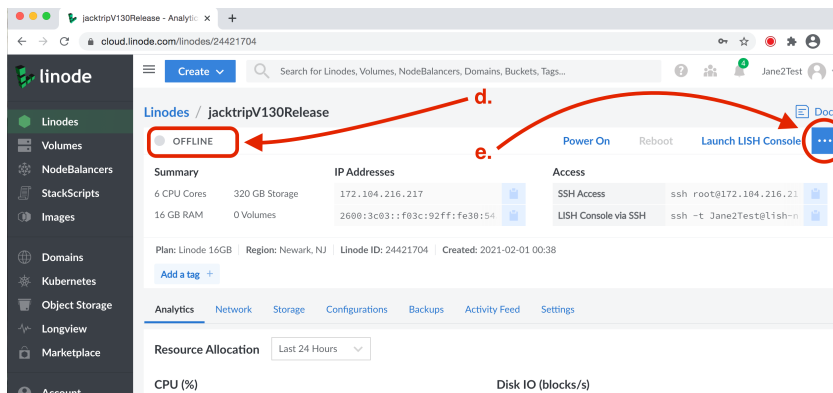 jacktripV130Release - Analytic
cloud.linode.com/linodes/24421704
linode
Create
Search for Linodes, Volumes, NodeBalancers, Domains, Buckets, Tags...
4
Jane2Test
Linodes
Volumes
NodeBalancers
StackScripts
Images
Domains
Kubernetes
Object Storage
Longview
Marketplace
Account
Linodes / jacktripV130Release
d.
Doc
OFFLINE
e.
Power On Reboot Launch LISH Console ...
Summary IP Addresses Access
6 CPU Cores 320 GB Storage 172.104.216.217 SSH Access ssh root@172.104.216.21
16 GB RAM 0 Volumes 2600:3c03::f03c:92ff:fe30:54 LISH Console via SSH ssh -t Jane2Test@lish-n
Plan: Linode 16GB Region: Newark, NJ Linode ID: 24421704 Created: 2021-02-01 00:38
Add a tag +
Analytics Network Storage Configurations Backups Activity Feed Settings
Resource Allocation Last 24 Hours
CPU (%) Disk IO (blocks/s)